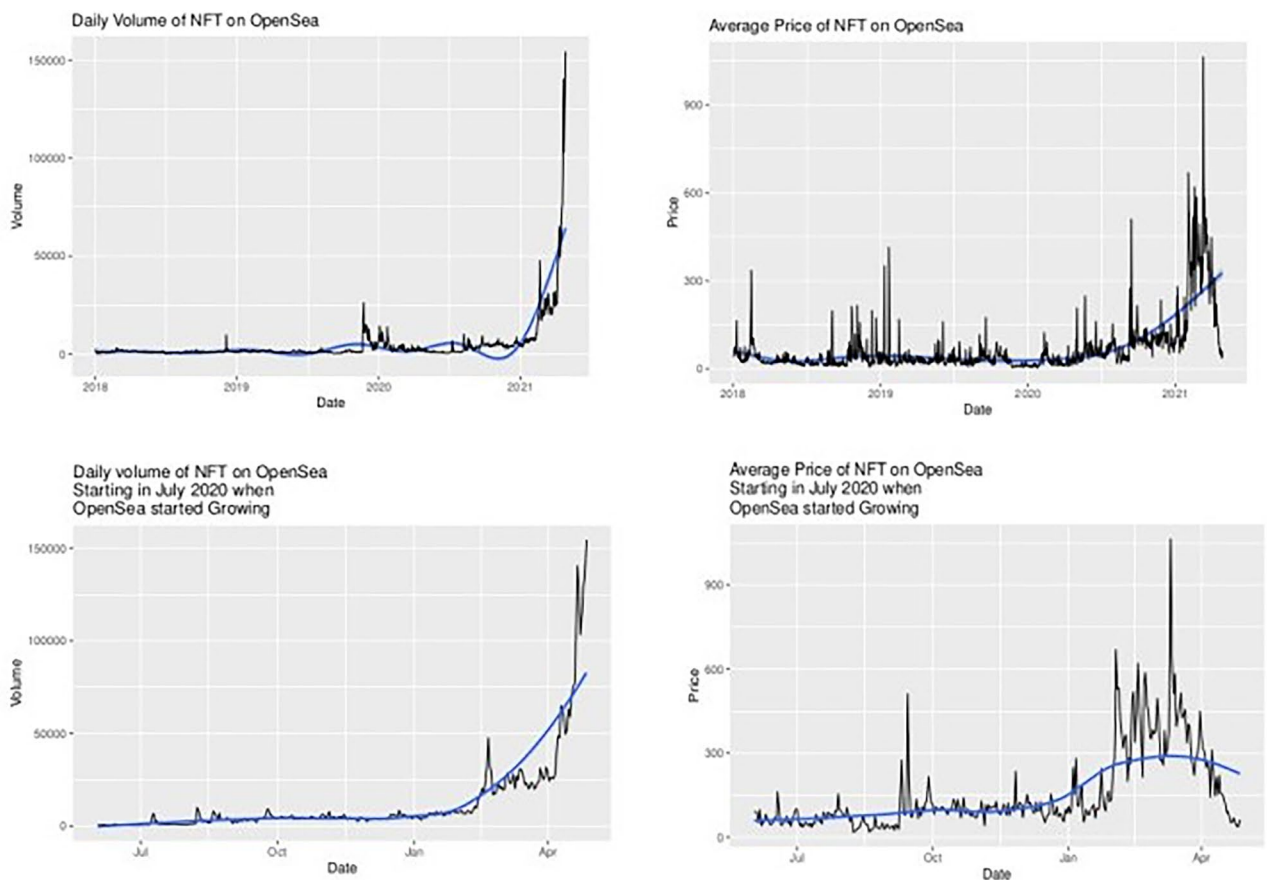 Daily Volume of NFT on OpenSea
150000
100000
50000
0
Volume
2018
2019
2020
2021
Date
Average Price of NFT on OpenSea
900
600
300
0
Price
2018
2019
2020
2021
Date
Daily volume of NFT on OpenSea
Starting in July 2020 when
OpenSea started Growing
150000
100000
50000
0
Volume
Jul
Oct
Jan
Apr
Date
Average Price of NFT on OpenSea
Starting in July 2020 when
OpenSea started Growing
900
600
300
0
Price
Jul
Oct
Jan
Apr
Date